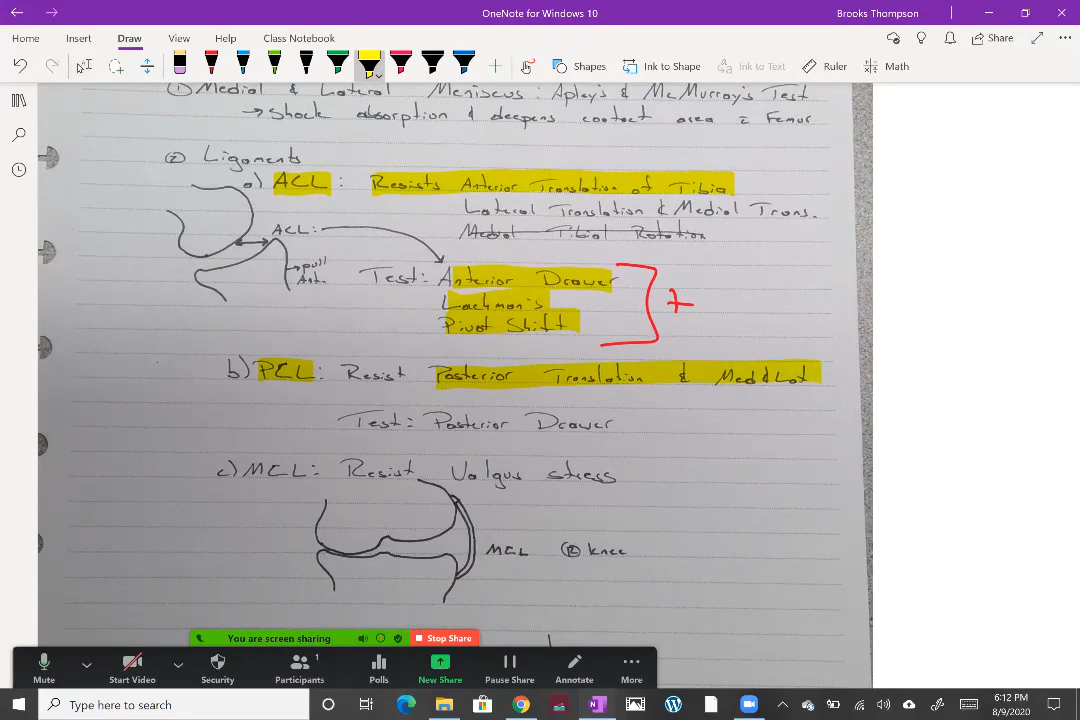 OneNote for Windows 10
Brooks Thompson
Home Insert Draw View Help Class Notebook
Share
Shapes Ink to Shape Ink to Text Ruler Math
① Medial & Lateral Meniscus: Apley's & McMurray's Test
→ Shock absorption & deepens contact area c Femur
② Ligaments
a) ACL: Resists Anterior Translation of Tibia
Lateral Translation & Medial Trans.
Medial Tibial Rotation
ACL:
pull
Ant.
Test: Anterior Drawer
Lachman's
Pivot Shift
+
b) PCL: Resist Posterior Translation & Med & Lat
Test: Posterior Drawer
c) MCL: Resist Valgus stress
MCL Ⓡ knee
You are screen sharing
Stop Share
1
Mute Start Video Security Participants Polls New Share Pause Share Annotate More
Type here to search
6:12 PM
8/9/2020